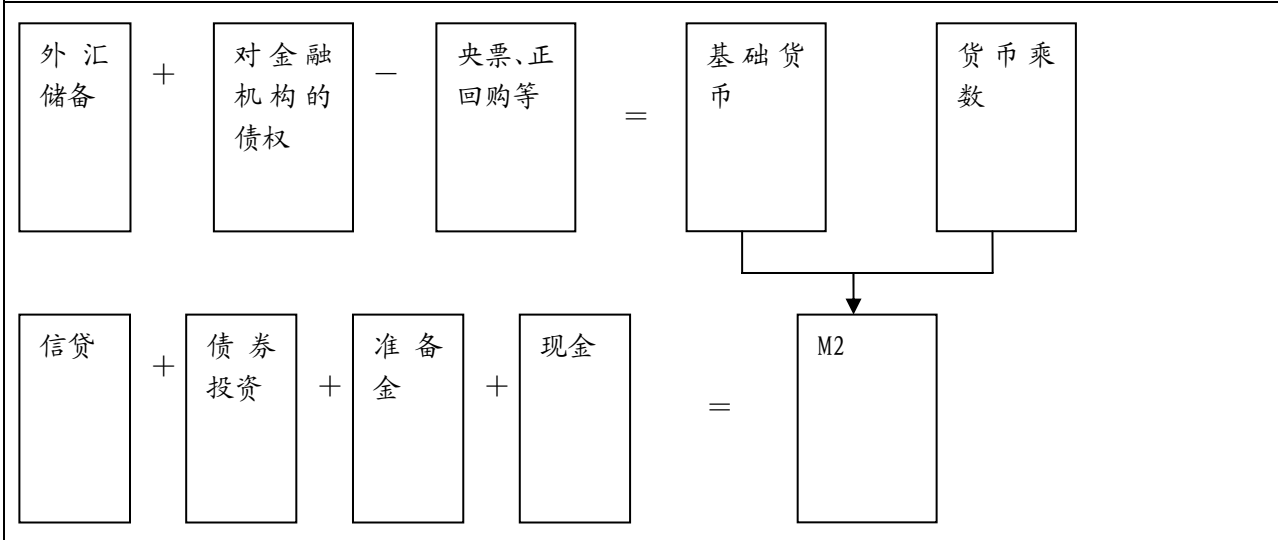 外汇
储备
＋
对金融
机构的
债权
－
央票、正
回购等
＝
基础货
币
货币乘
数
信贷
＋
债券
投资
＋
准备
金
＋
现金
＝
M2